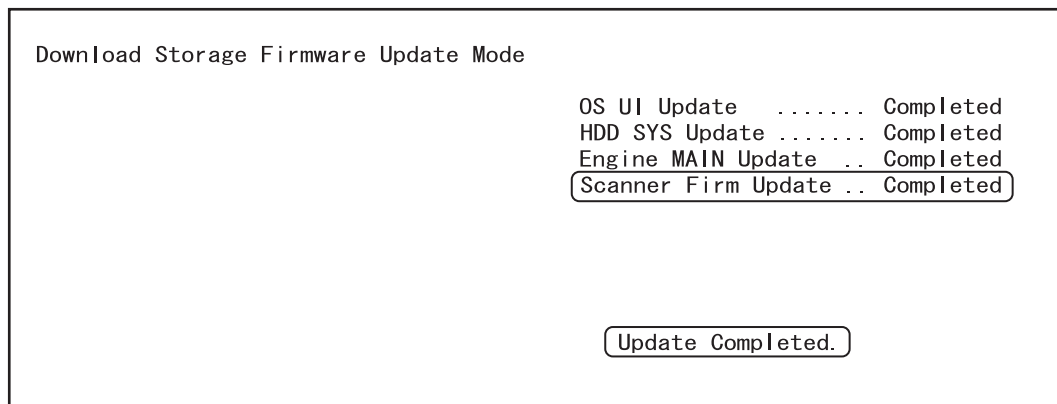 Download Storage Firmware Update Mode
OS UI Update ....... Completed
HDD SYS Update ....... Completed
Engine MAIN Update .. Completed
Scanner Firm Update .. Completed
Update Completed.